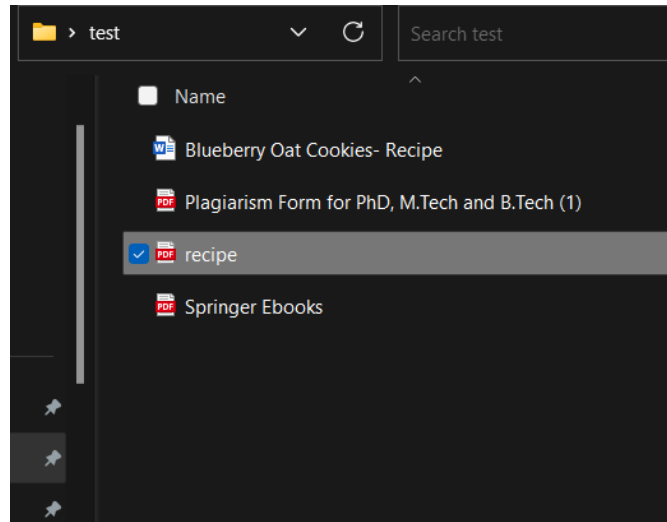 test
Search test
Name
Blueberry Oat Cookies- Recipe
Plagiarism Form for PhD, M.Tech and B.Tech (1)
recipe
Springer Ebooks